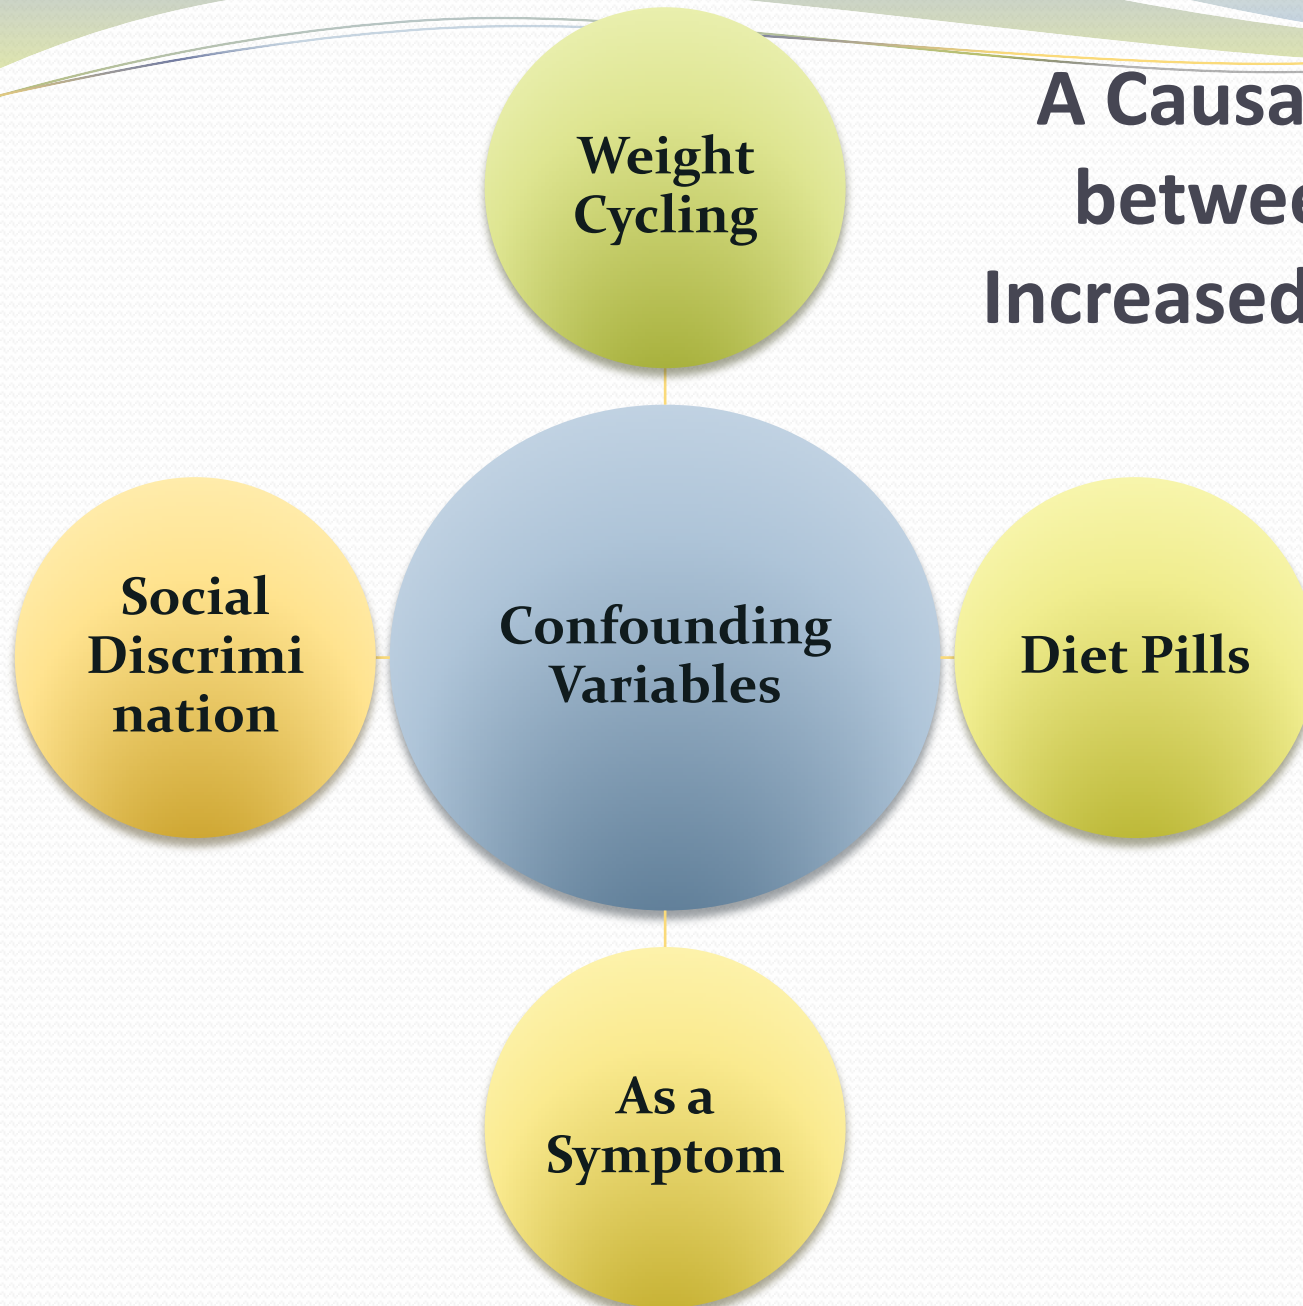 A Causa
betwee
Increased
Weight
Cycling
Social
Discrimi
nation
Confounding
Variables
Diet Pills
As a
Symptom